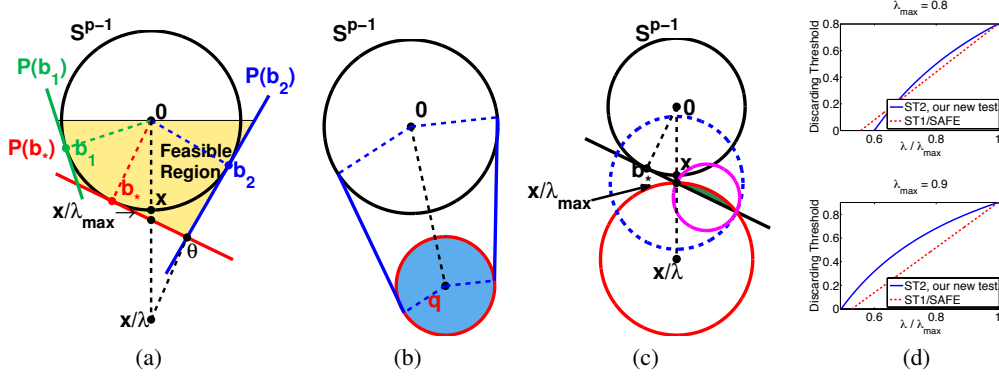 S^{p−1}
P(b_1)
P(b_2)
0
P(b_*)
b_1
Feasible
Region
b_2
b_*
x
x/λ_max
θ
x/λ
(a)
S^{p−1}
0
q
(b)
S^{p−1}
0
b_*
x
x/λ_max
x/λ
(c)
λ_max = 0.8
Discarding Threshold
0.8
0.6
0.4
0.2
0
ST2, our new test
ST1/SAFE
0.6 0.8 1
λ / λ_max
λ_max = 0.9
Discarding Threshold
0.8
0.6
0.4
0.2
0
ST2, our new test
ST1/SAFE
0.6 0.8 1
λ / λ_max
(d)